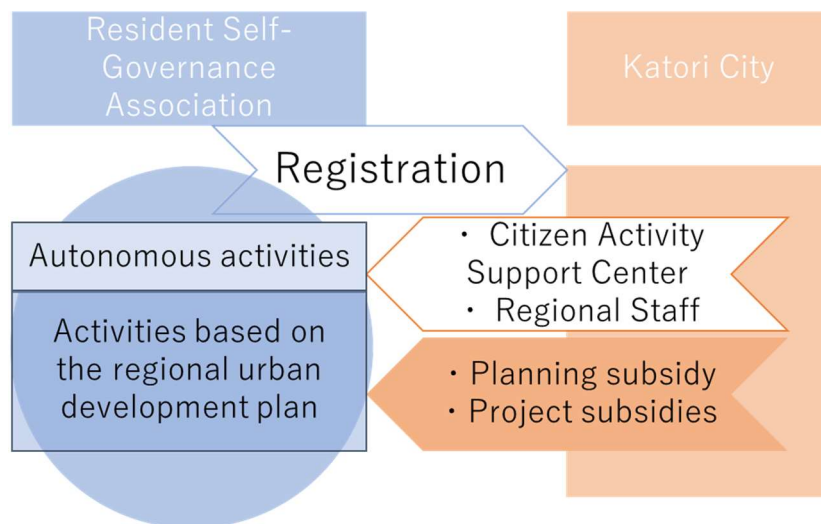 Resident Self-
Governance
Association
Katori City
Registration
Autonomous activities
・ Citizen Activity
Support Center
・ Regional Staff
Activities based on
the regional urban
development plan
・ Planning subsidy
・ Project subsidies